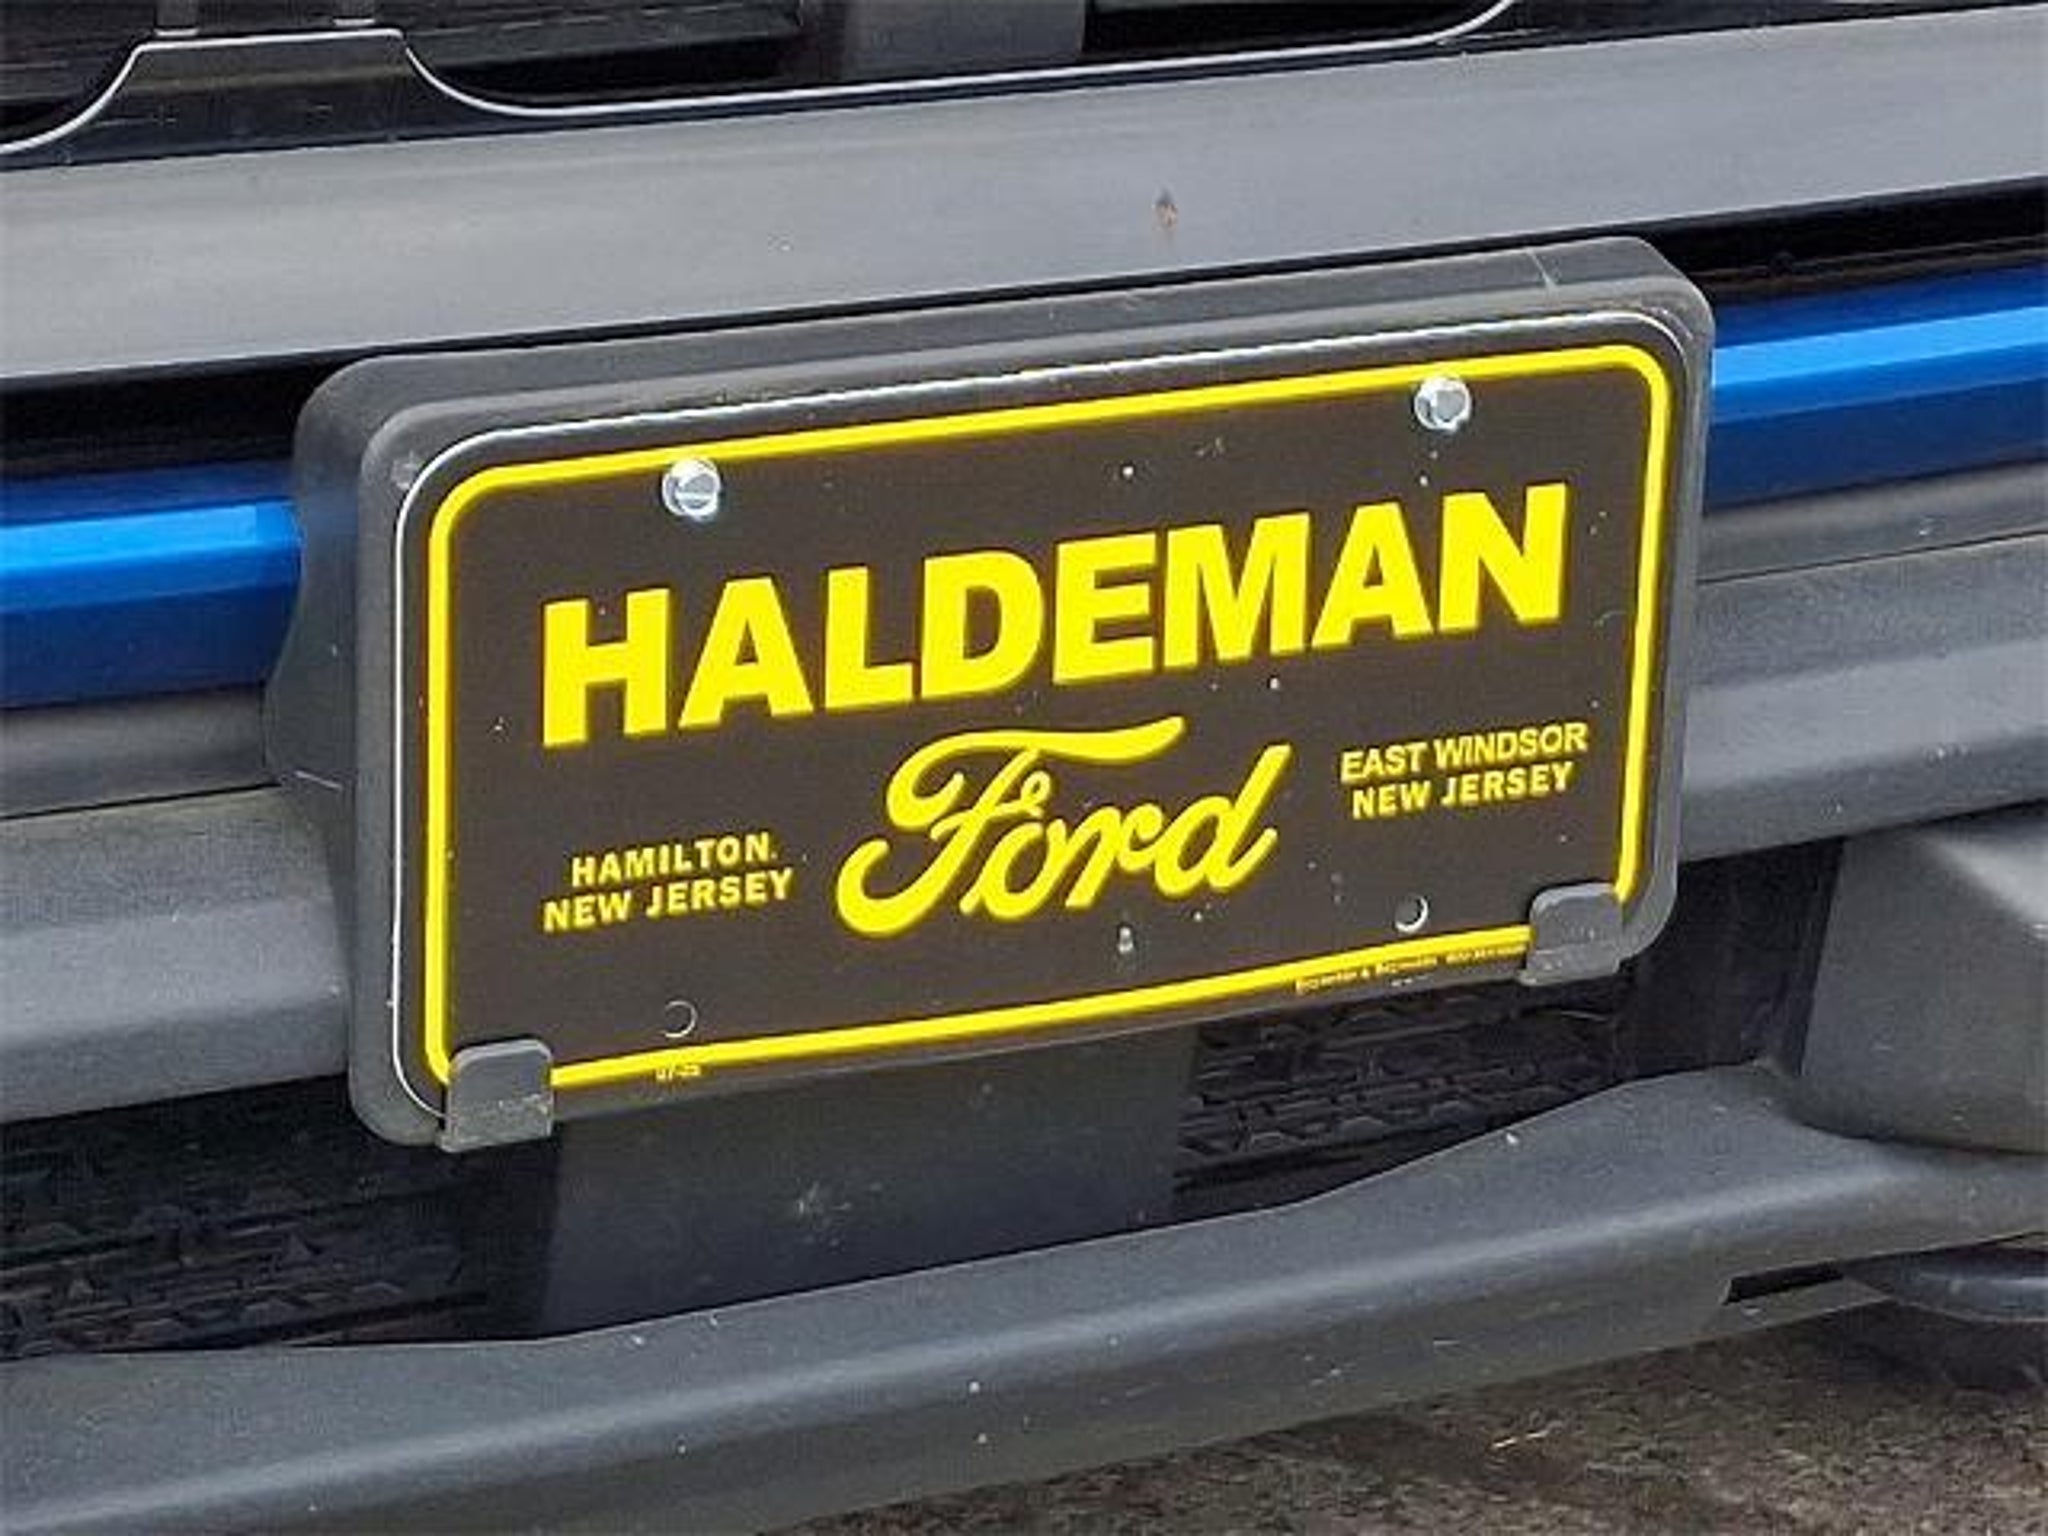 HALDEMAN
Ford
HAMILTON,
NEW JERSEY
EAST WINDSOR
NEW JERSEY